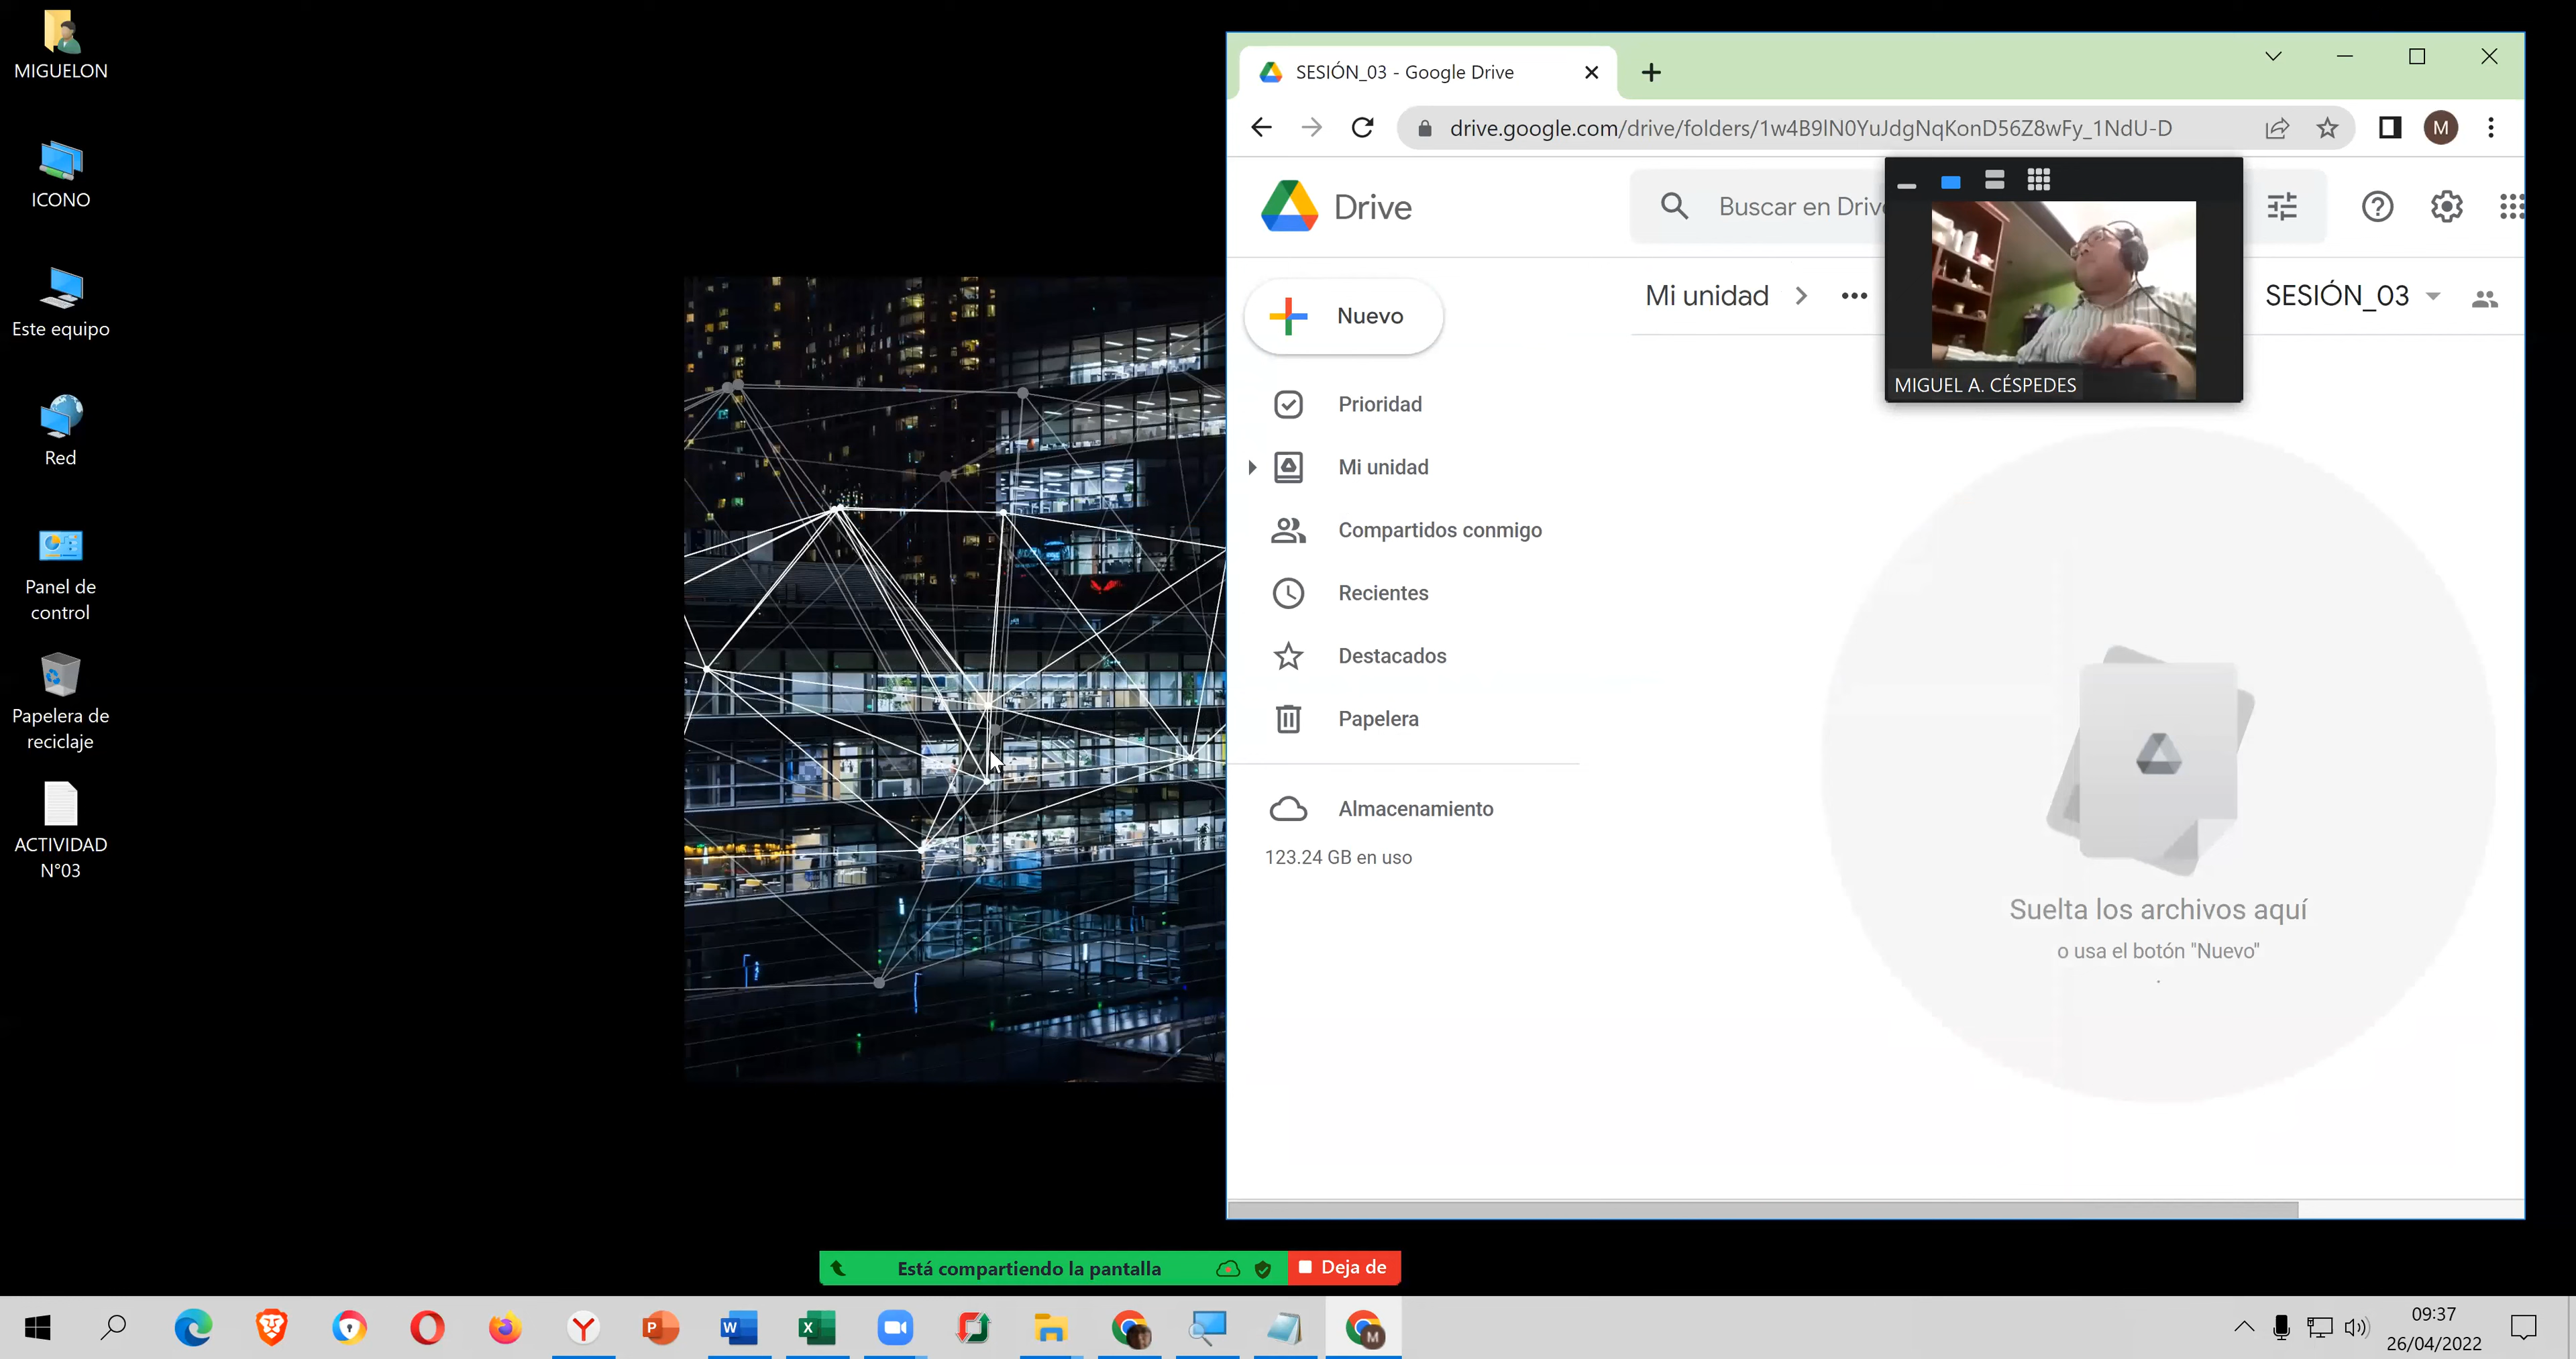 MIGUELON
ICONO
Este equipo
Red
Panel de
control
Papelera de
reciclaje
ACTIVIDAD
N°03
SESIÓN_03 - Google Drive
drive.google.com/drive/folders/1w4B9lN0YuJdgNqKonD56Z8wFy_1NdU-D
M
Drive
Buscar en Drive
Mi unidad
SESIÓN_03
MIGUEL A. CÉSPEDES
Nuevo
Prioridad
Mi unidad
Compartidos conmigo
Recientes
Destacados
Papelera
Almacenamiento
123.24 GB en uso
Suelta los archivos aquí
o usa el botón "Nuevo"
.
Está compartiendo la pantalla
Deja de
09:37
26/04/2022